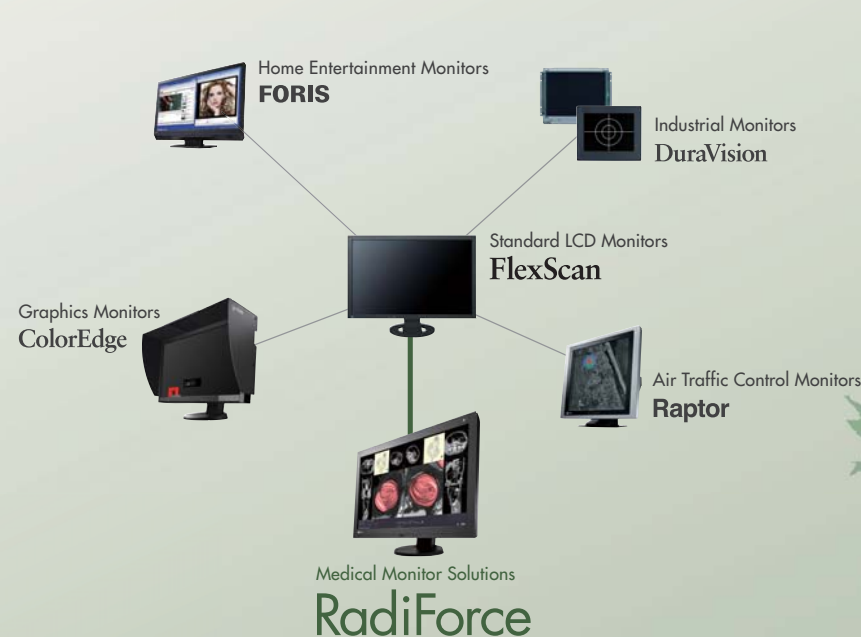 Home Entertainment Monitors
FORIS
Industrial Monitors
DuraVision
Standard LCD Monitors
FlexScan
Graphics Monitors
ColorEdge
Air Traffic Control Monitors
Raptor
Medical Monitor Solutions
RadiForce